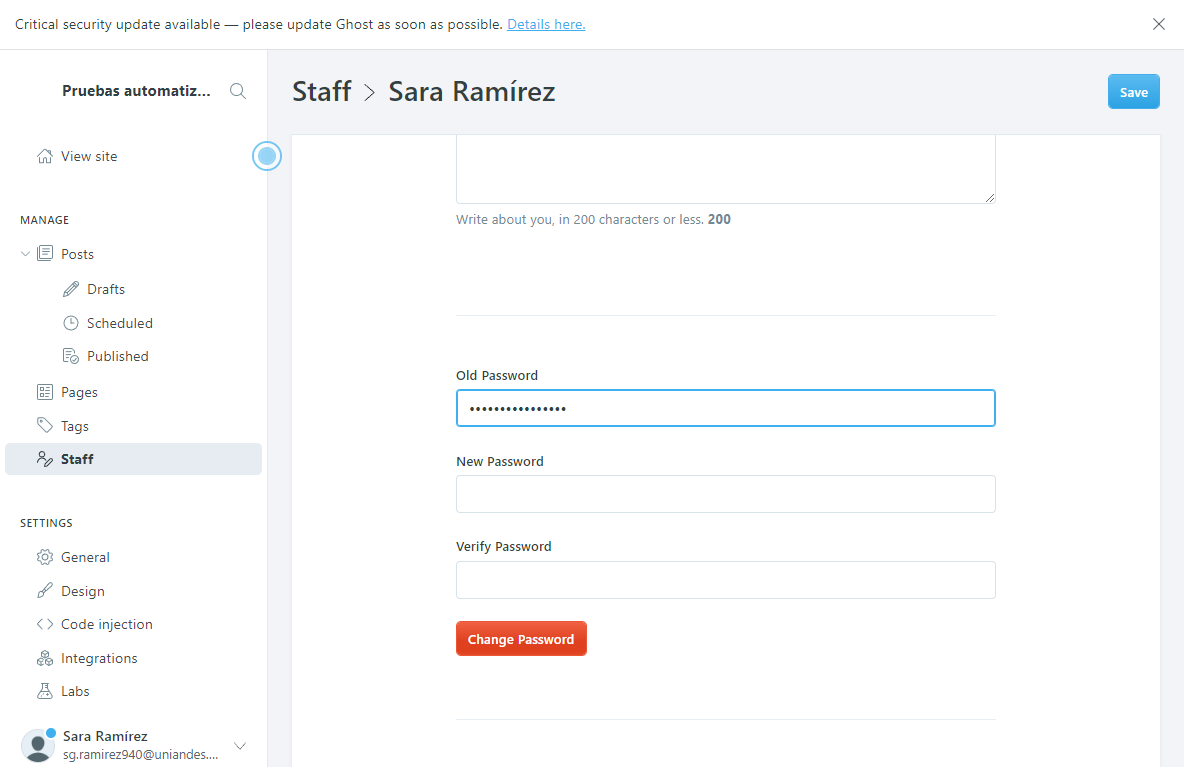 Critical security update available — please update Ghost as soon as possible. Details here.
Pruebas automatiz...
View site
MANAGE
Posts
Drafts
Scheduled
Published
Pages
Tags
Staff
SETTINGS
General
Design
Code injection
Integrations
Labs
Sara Ramírez
sg.ramirez940@uniandes....
Staff > Sara Ramírez
Save
Write about you, in 200 characters or less. 200
Old Password
••••••••••••••••
New Password
Verify Password
Change Password